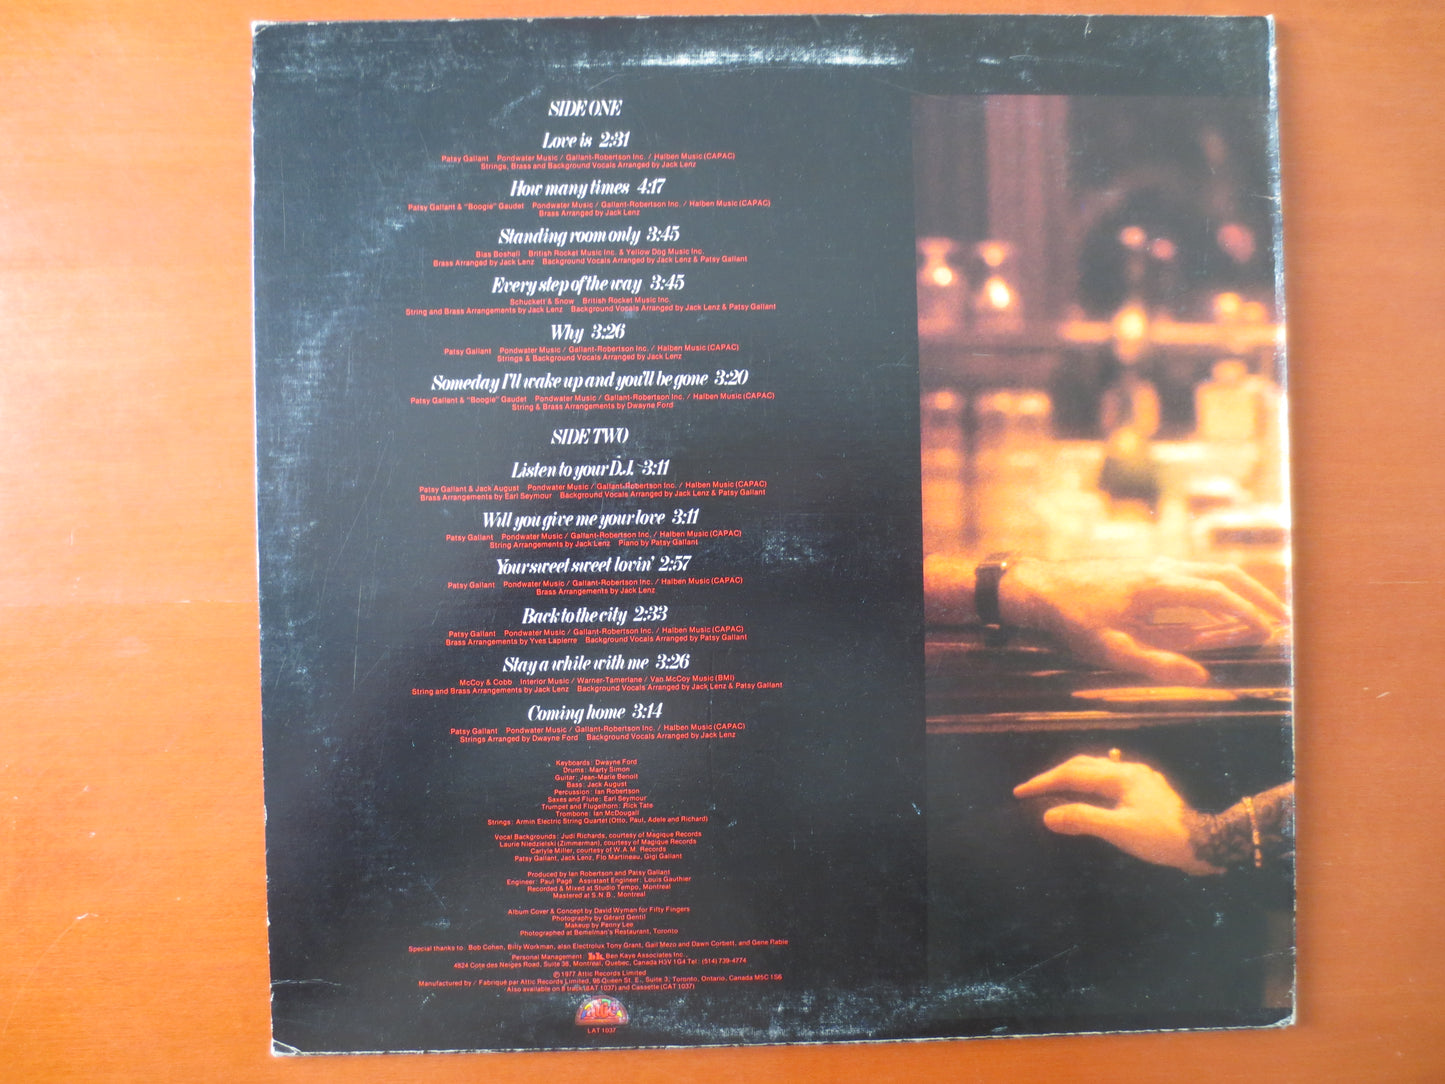 SIDE ONE
Love is 2:31
Patsy Gallant Pondwater Music / Gallant-Robertson Inc. / Halben Music (CAPAC)
Strings, Brass and Background Vocals Arranged by Jack Lenz
How many times 4:17
Patsy Gallant & "Boogie" Gaudet Pondwater Music / Gallant-Robertson Inc. / Halben Music (CAPAC)
Brass Arranged by Jack Lenz
Standing room only 3:45
Bias Boshell British Rocket Music Inc. & Yellow Dog Music Inc.
Brass Arranged by Jack Lenz Background Vocals Arranged by Jack Lenz & Patsy Gallant
Every step of the way 3:45
Schuckett & Snow British Rocket Music Inc.
String and Brass Arrangements by Jack Lenz Background Vocals Arranged by Jack Lenz & Patsy Gallant
Why 3:26
Patsy Gallant Pondwater Music / Gallant-Robertson Inc. / Halben Music (CAPAC)
Strings & Background Vocals Arranged by Jack Lenz
Someday I'll wake up and you'll be gone 3:20
Patsy Gallant & "Boogie" Gaudet Pondwater Music / Gallant-Robertson Inc. / Halben Music (CAPAC)
String & Brass Arrangements by Dwayne Ford
SIDE TWO
Listen to your D.J. 3:11
Patsy Gallant & Jack August Pondwater Music / Gallant-Robertson Inc. / Halben Music (CAPAC)
Brass Arrangements by Earl Seymour Background Vocals Arranged by Jack Lenz & Patsy Gallant
Will you give me your love 3:11
Patsy Gallant Pondwater Music / Gallant-Robertson Inc. / Halben Music (CAPAC)
String Arrangements by Jack Lenz Piano by Patsy Gallant
Your sweet sweet lovin' 2:57
Patsy Gallant Pondwater Music / Gallant-Robertson Inc. / Halben Music (CAPAC)
Brass Arrangements by Jack Lenz
Back to the city 2:33
Patsy Gallant Pondwater Music / Gallant-Robertson Inc. / Halben Music (CAPAC)
Brass Arrangements by Yves Lapierre Background Vocals Arranged by Patsy Gallant
Stay a while with me 3:26
McCoy & Cobb Interior Music / Warner-Tamerlane / Van McCoy Music (BMI)
String and Brass Arrangements by Jack Lenz Background Vocals Arranged by Jack Lenz & Patsy Gallant
Coming home 3:14
Patsy Gallant Pondwater Music / Gallant-Robertson Inc. / Halben Music (CAPAC)
Strings Arranged by Dwayne Ford Background Vocals Arranged by Jack Lenz
Keyboards: Dwayne Ford
Drums: Marty Simon
Guitar: Jean-Marie Benoit
Bass: Jack August
Percussion: Ian Robertson
Saxes and Flute: Earl Seymour
Trumpet and Flugelhorn: Rick Tate
Trombone: Ian McDougall
Strings: Armin Electric String Quartet (Otto, Paul, Adele and Richard)
Vocal Backgrounds: Judi Richards, courtesy of Magique Records
Laurie Niedzielski (Zimmerman), courtesy of Magique Records
Carlyle Miller, courtesy of W.A.M. Records
Patsy Gallant, Jack Lenz, Flo Martineau, Gigi Gallant
Produced by Ian Robertson and Patsy Gallant
Engineer: Paul Pagé Assistant Engineer: Louis Gauthier
Recorded & Mixed at Studio Tempo, Montreal
Mastered at S.N.B., Montreal
Album Cover & Concept by David Wyman for Fifty Fingers
Photography by Gérard Gentil
Makeup by Penny Lee
Photographed at Bemelman's Restaurant, Toronto
Special thanks to: Bob Cohen, Billy Workman, alsn Electrolux Tony Grant, Gail Mezo and Dawn Corbett, and Gene Rabie
Personal Management: bk Ben Kaye Associates Inc.,
4824 Cote des Neiges Road, Suite 38, Montreal, Quebec, Canada H3V 1G4 Tel: (514) 739-4774
Ⓟ 1977 Attic Records Limited
Manufactured by / Fabriqué par Attic Records Limited, 98 Queen St. E., Suite 3, Toronto, Ontario, Canada M5C 1S6
Also available on 8 track (8AT 1037) and Cassette (CAT 1037)
attic
LAT 1037